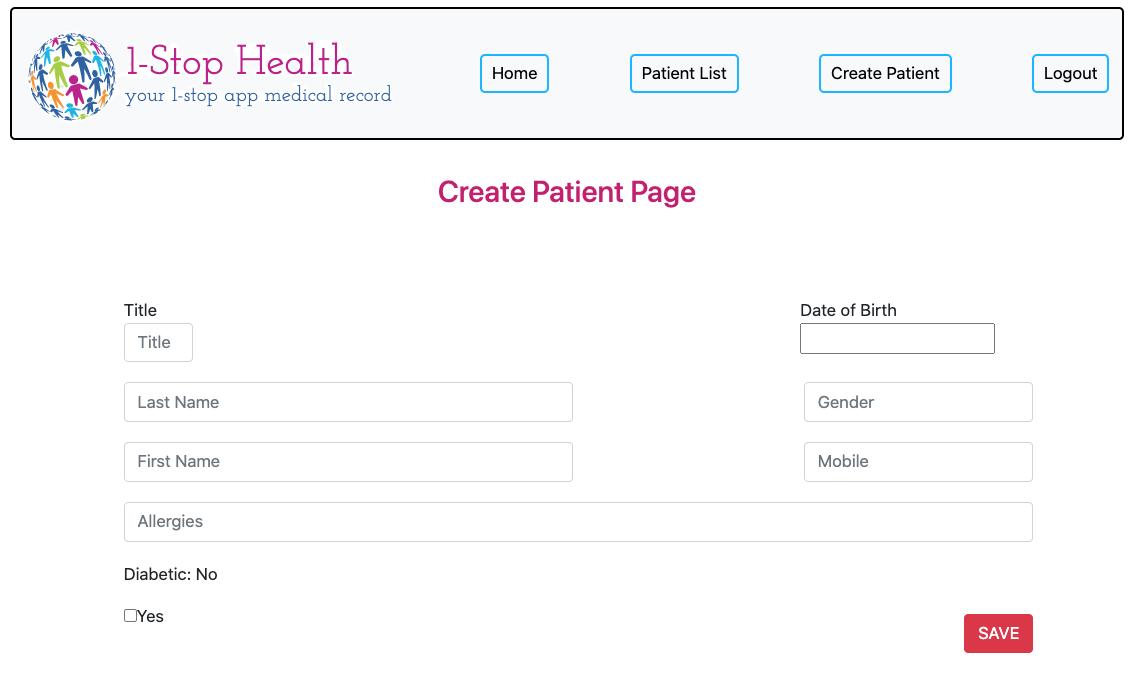 1-Stop Health
your 1-stop app medical record
Home
Patient List
Create Patient
Logout
Create Patient Page
Title
Date of Birth
Title
Last Name
Gender
First Name
Mobile
Allergies
Diabetic: No
Yes
SAVE